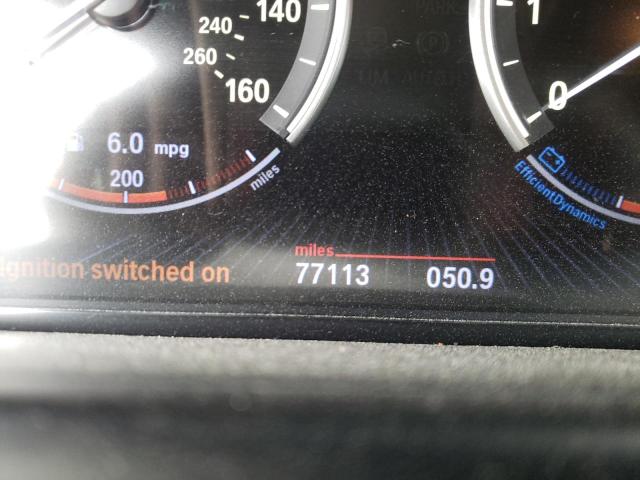 140
240
260
160
6.0 mpg
200
miles
1
0
EfficientDynamics
Ignition switched on
miles
77113 050.9